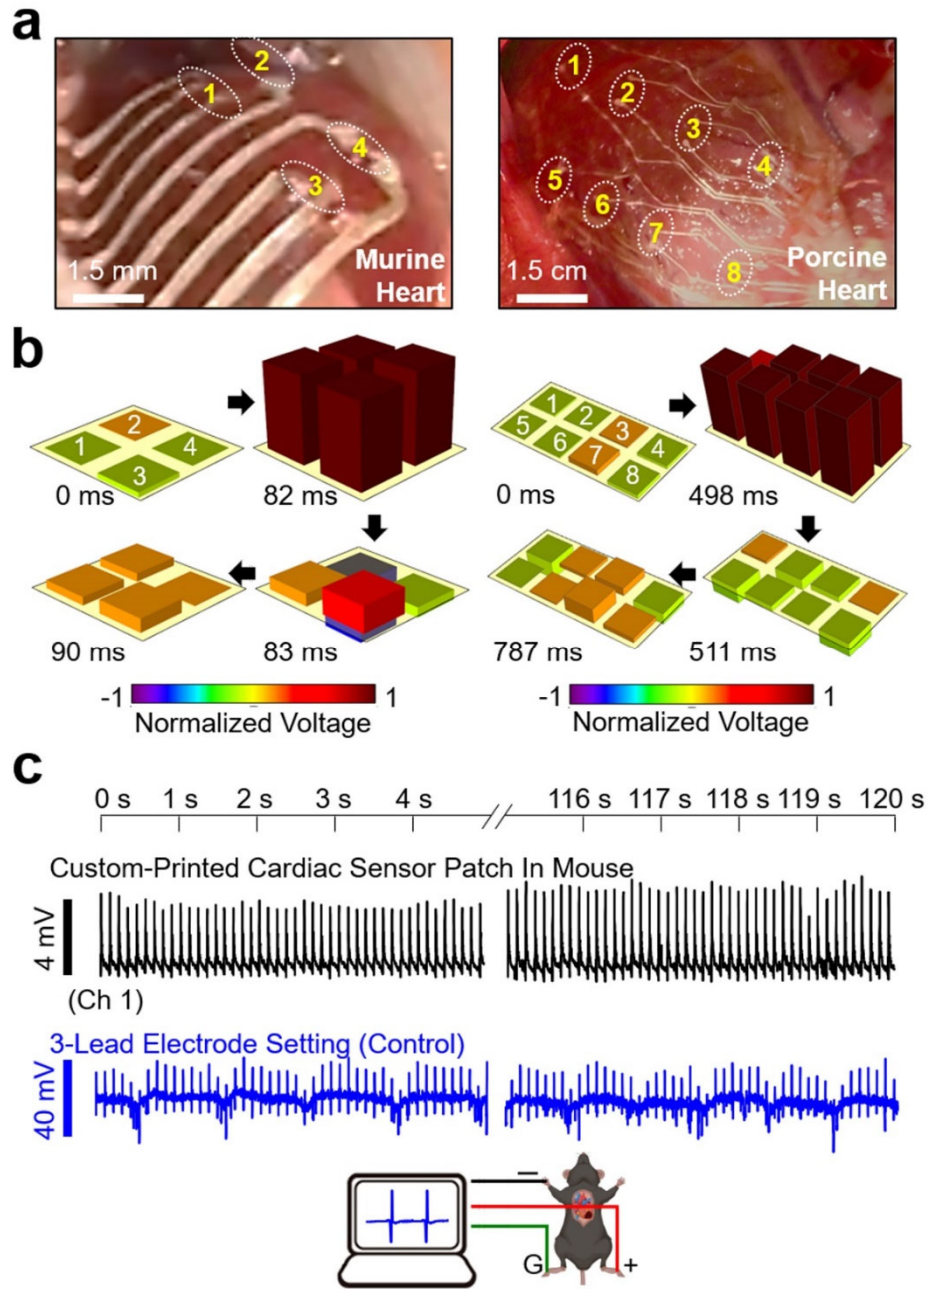 a
2
1
4
3
1.5 mm
Murine
Heart
1
2
3
4
5
6
7
8
1.5 cm
Porcine
Heart
b
2
1
4
3
0 ms
82 ms
90 ms
83 ms
-1
1
Normalized Voltage
1
2
3
5
6
4
7
8
0 ms
498 ms
787 ms
511 ms
-1
1
Normalized Voltage
c
0 s 1 s 2 s 3 s 4 s 116 s 117 s 118 s 119 s 120 s
Custom-Printed Cardiac Sensor Patch In Mouse
4 mV
(Ch 1)
3-Lead Electrode Setting (Control)
40 mV
–
G
+